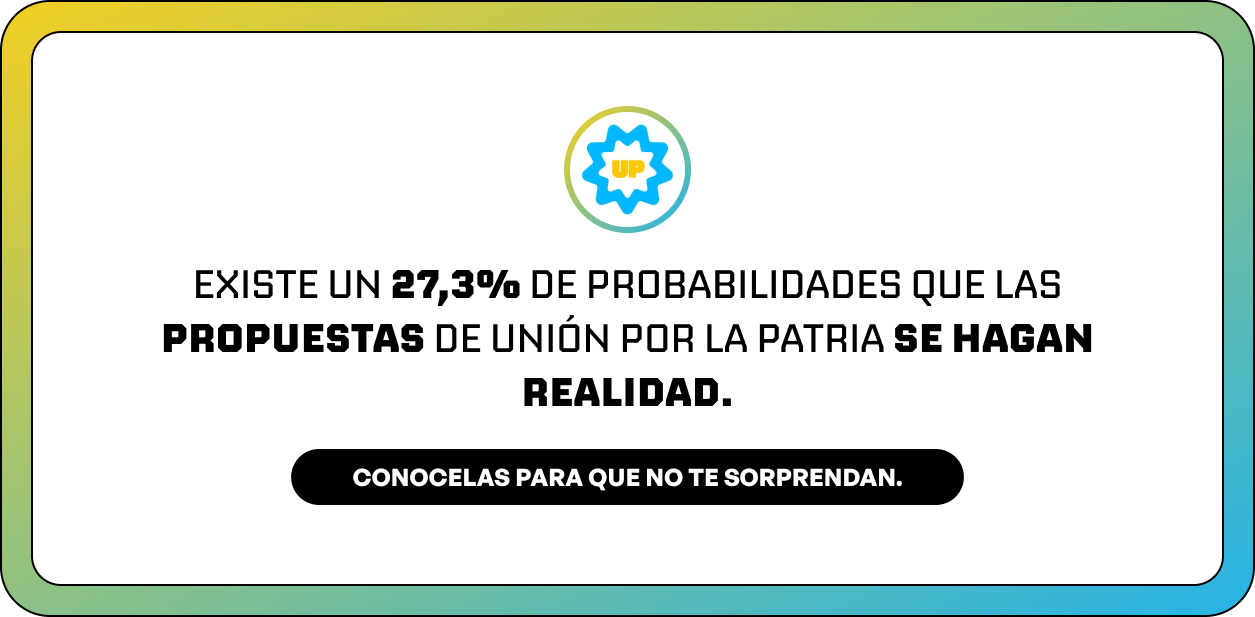 UP
EXISTE UN 27,3% DE PROBABILIDADES QUE LAS
PROPUESTAS DE UNIÓN POR LA PATRIA SE HAGAN
REALIDAD.
CONOCELAS PARA QUE NO TE SORPRENDAN.